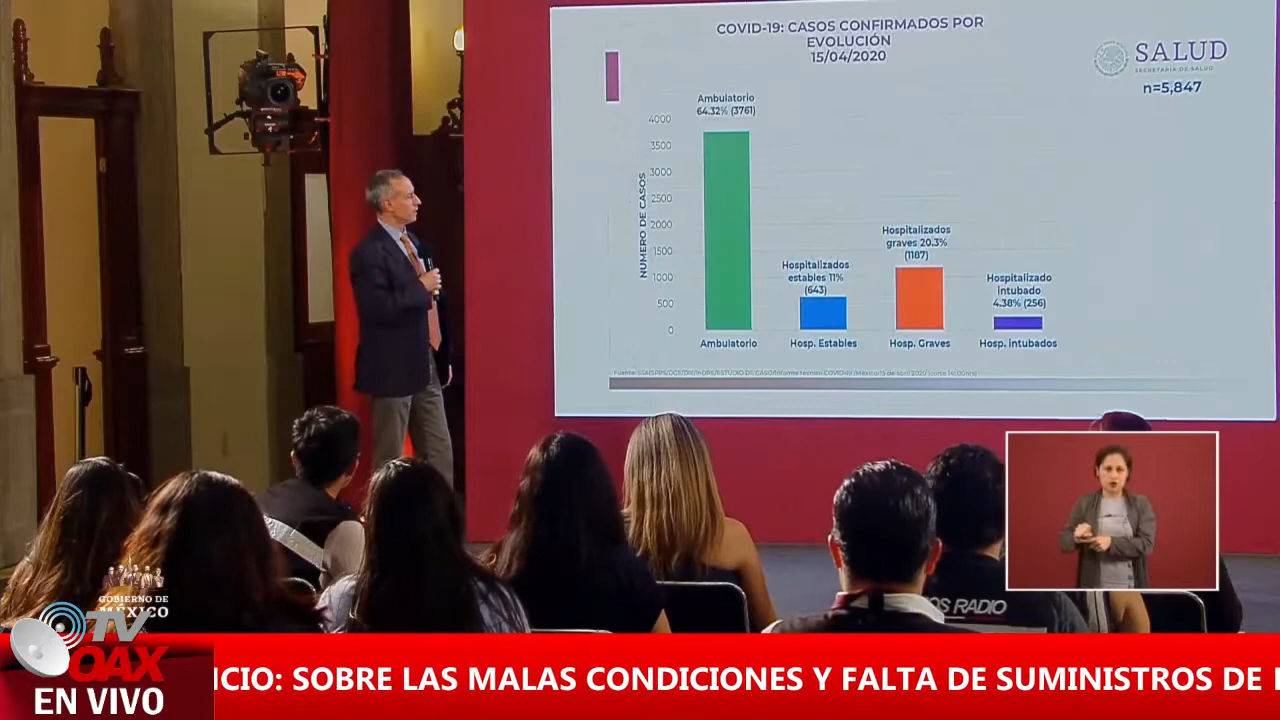 COVID-19: CASOS CONFIRMADOS POR
EVOLUCIÓN
15/04/2020
SALUD
SECRETARÍA DE SALUD
n=5,847
NUMERO DE CASOS
4000
3500
3000
2500
2000
1500
1000
500
0
Ambulatorio
64.32% (3761)
Hospitalizados
estables 11%
(643)
Hospitalizados
graves 20.3%
(1187)
Hospitalizado
intubado
4.38% (256)
Ambulatorio
Hosp. Estables
Hosp. Graves
Hosp. intubados
OS RADIO
GOBIERNO DE
MÉXICO
TV
OAX
EN VIVO
NCIO: SOBRE LAS MALAS CONDICIONES Y FALTA DE SUMINISTROS DE